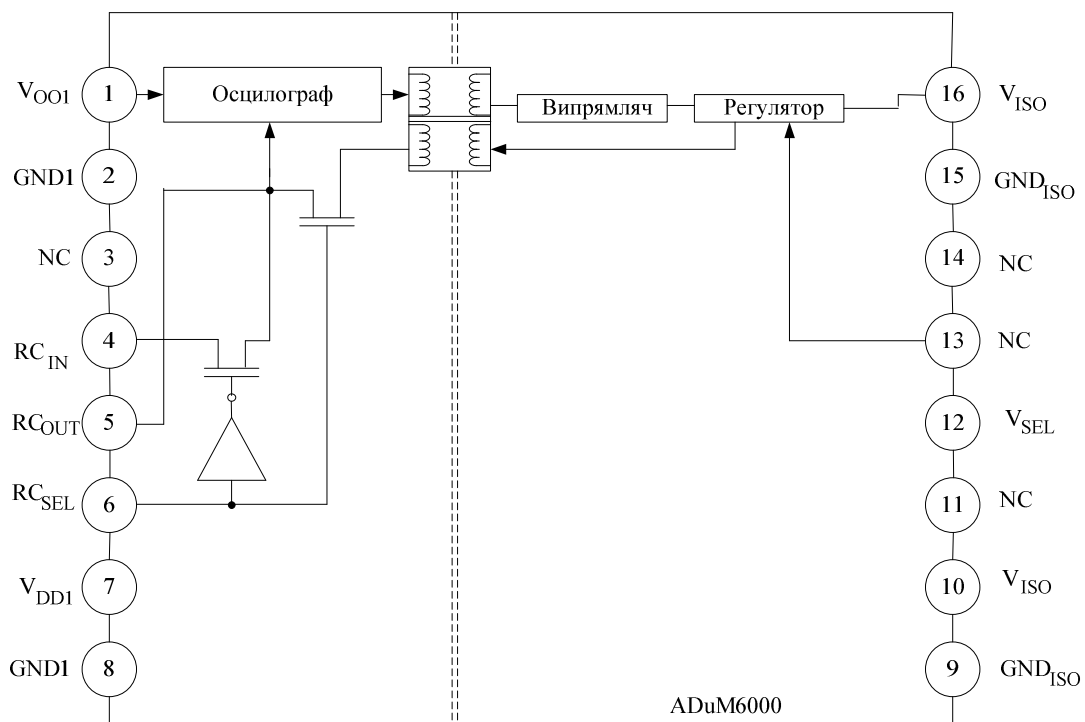 V_OO1 1 Осцилограф Випрямляч Регулятор 16 V_ISO
GND1 2 15 GND_ISO
NC 3 14 NC
RC_IN 4 13 NC
RC_OUT 5 12 V_SEL
RC_SEL 6 11 NC
V_DD1 7 10 V_ISO
GND1 8 9 GND_ISO
ADuM6000